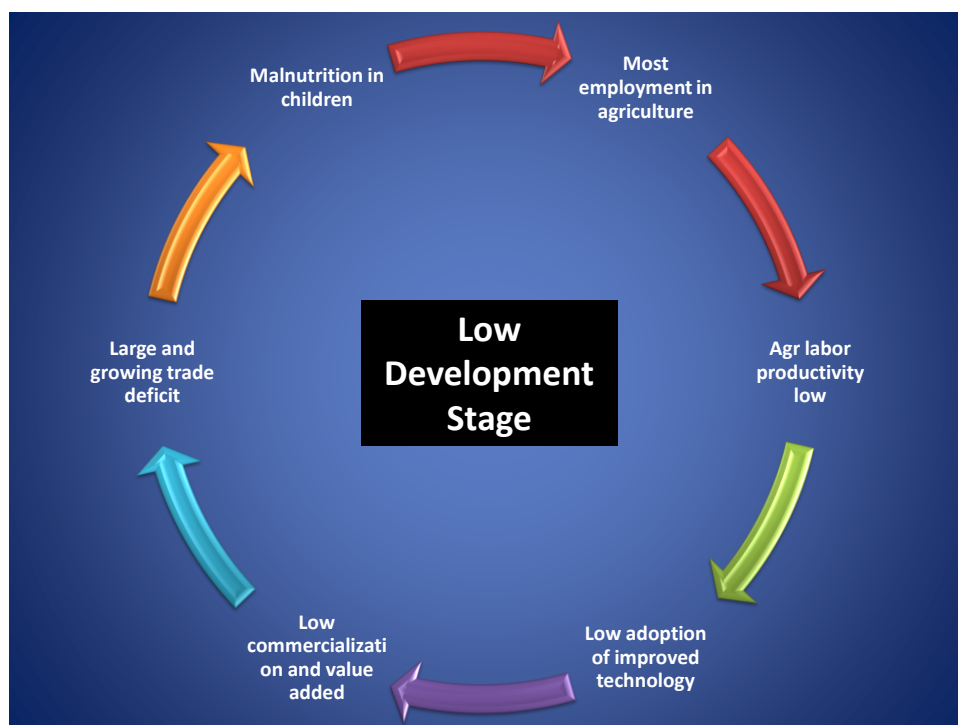 Malnutrition in
children
Most
employment in
agriculture
Agr labor
productivity
low
Low adoption
of improved
technology
Low
commercializati
on and value
added
Large and
growing trade
deficit
Low
Development
Stage